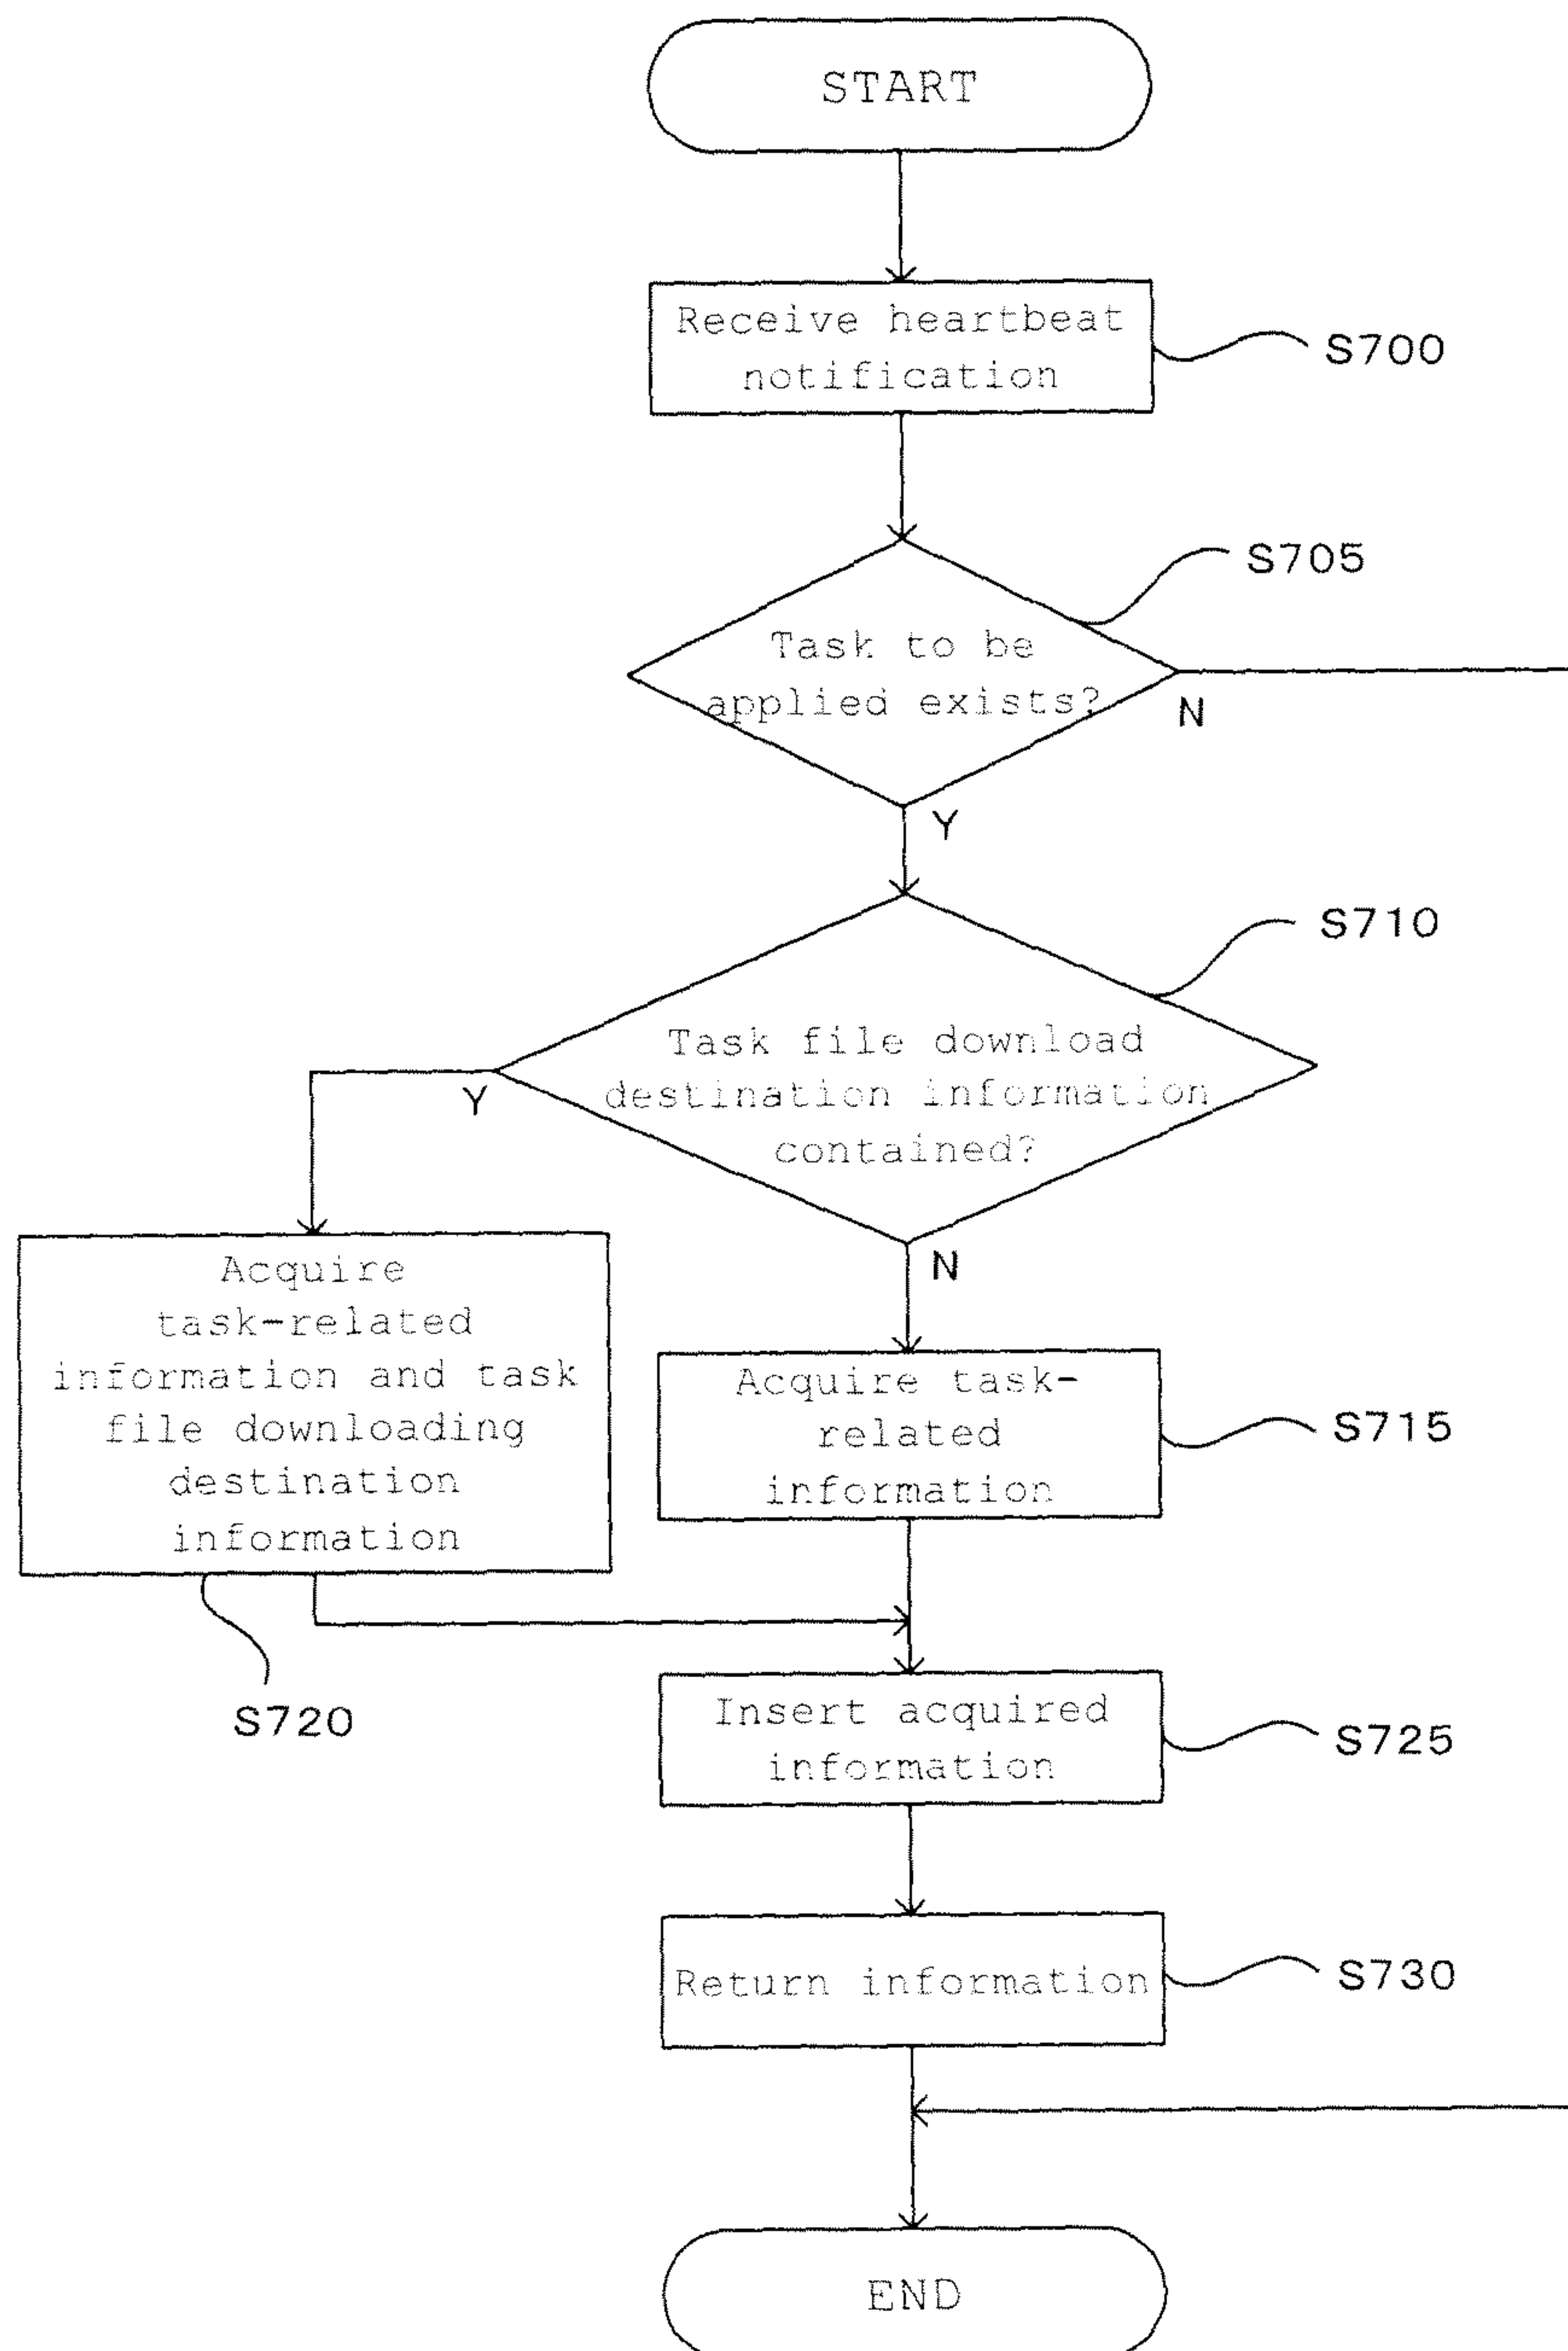 START
Receive heartbeat
notification
S700
S705
Task to be
applied exists?
N
Y
S710
Task file download
destination information
contained?
Y
N
Acquire
task-related
information and task
file downloading
destination
information
Acquire task-
related
information
S715
S720
Insert acquired
information
S725
Return information
S730
END